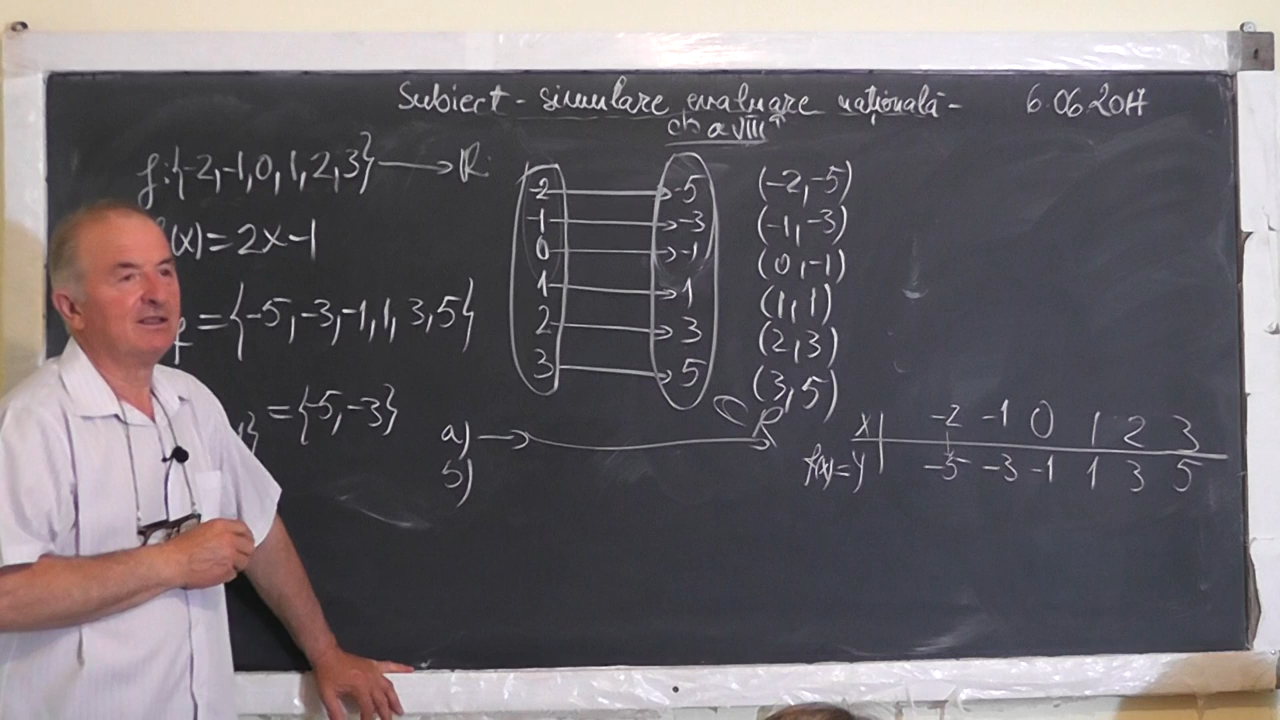 Subiect - simulare evaluare națională - 6.06.2017
cls a VIII a
f:{-2,-1,0,1,2,3} → R
(x)=2x-1
f = {-5,-3,-1,1,3,5}
1} = {-5,-3}
-2 → -5
-1 → -3
0 → -1
1 → 1
2 → 3
3 → 5
a) →
b)
R
(-2,-5)
(-1,-3)
(0,-1)
(1,1)
(2,3)
(3,5)
x | -2 -1 0 1 2 3
f(x)=y | -5 -3 -1 1 3 5